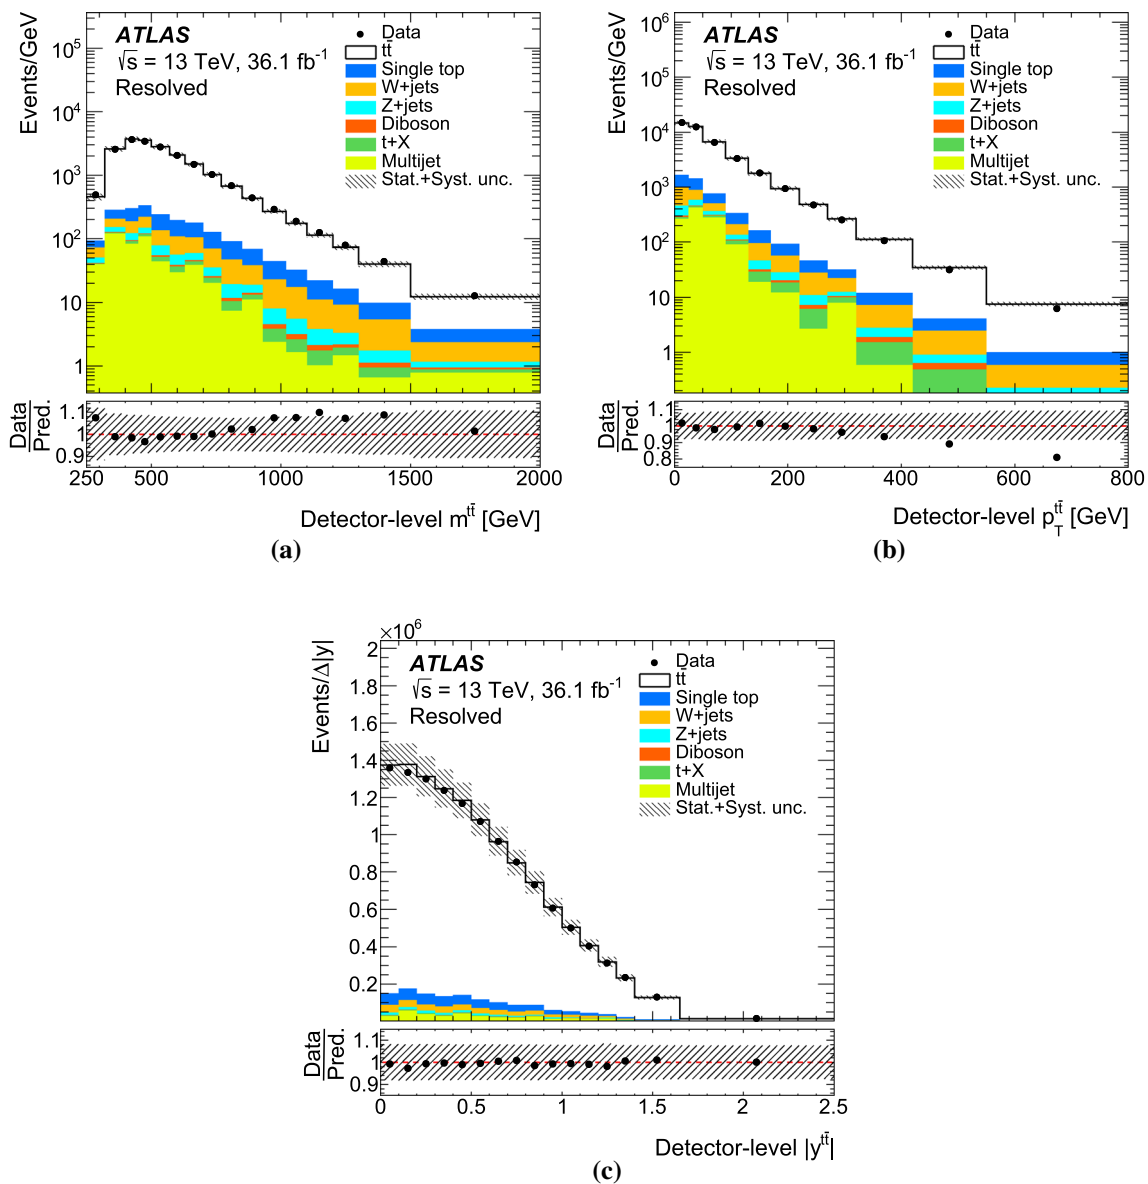 Events/GeV
10⁵
10⁴
10³
10²
10
1
ATLAS
√s = 13 TeV, 36.1 fb⁻¹
Resolved
Data
tt̄
Single top
W+jets
Z+jets
Diboson
t+X
Multijet
Stat.+Syst. unc.
Data
Pred.
1.1
1
0.9
250 500 1000 1500 2000
Detector-level m^{tt̄} [GeV]
(a)
Events/GeV
10⁶
10⁵
10⁴
10³
10²
10
1
ATLAS
√s = 13 TeV, 36.1 fb⁻¹
Resolved
Data
tt̄
Single top
W+jets
Z+jets
Diboson
t+X
Multijet
Stat.+Syst. unc.
Data
Pred.
1.1
1
0.9
0.8
0 200 400 600 800
Detector-level p_T^{tt̄} [GeV]
(b)
×10⁶
Events/Δ|y|
2
1.8
1.6
1.4
1.2
1
0.8
0.6
0.4
0.2
ATLAS
√s = 13 TeV, 36.1 fb⁻¹
Resolved
Data
tt̄
Single top
W+jets
Z+jets
Diboson
t+X
Multijet
Stat.+Syst. unc.
Data
Pred.
1.1
1
0.9
0 0.5 1 1.5 2 2.5
Detector-level |y^{tt̄}|
(c)